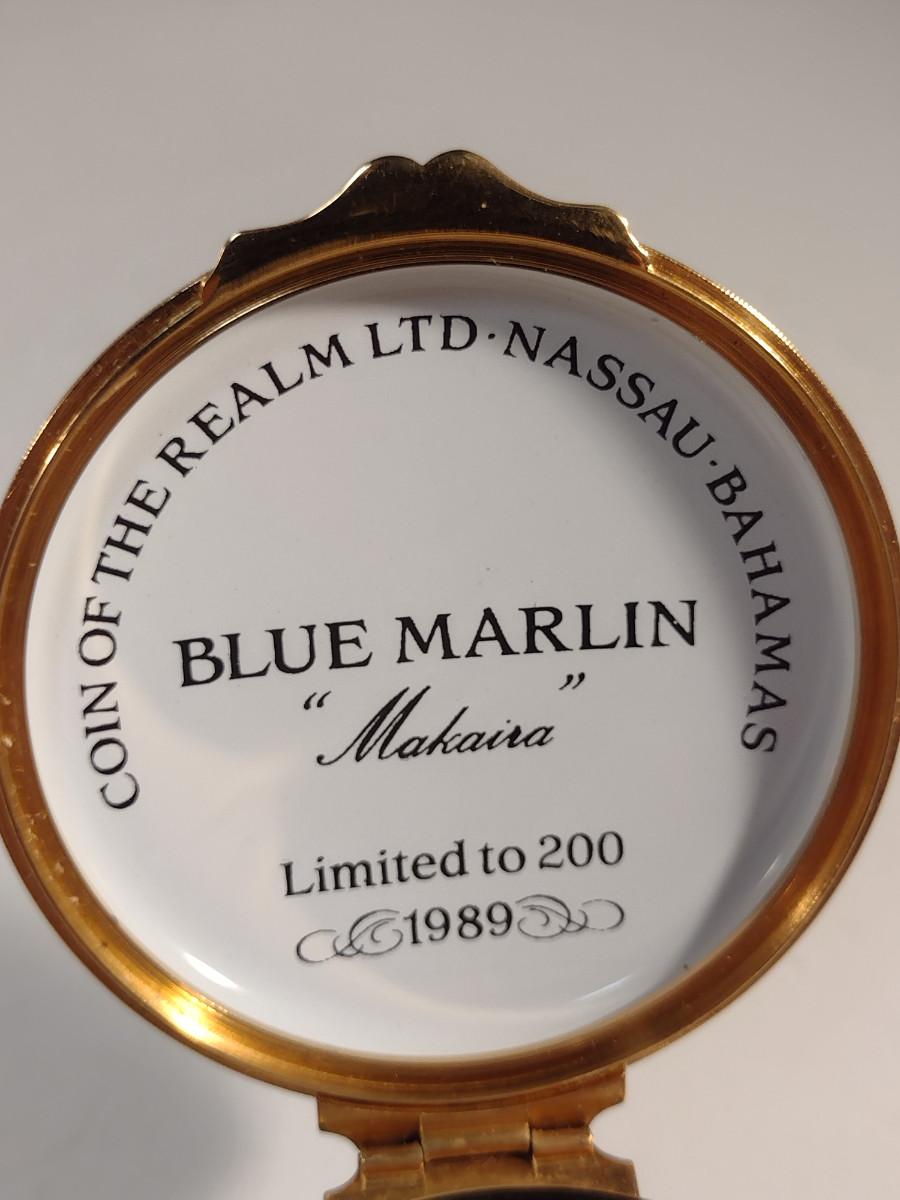 COIN OF THE REALM LTD·NASSAU·BAHAMAS
BLUE MARLIN
“Makaira”
Limited to 200
1989